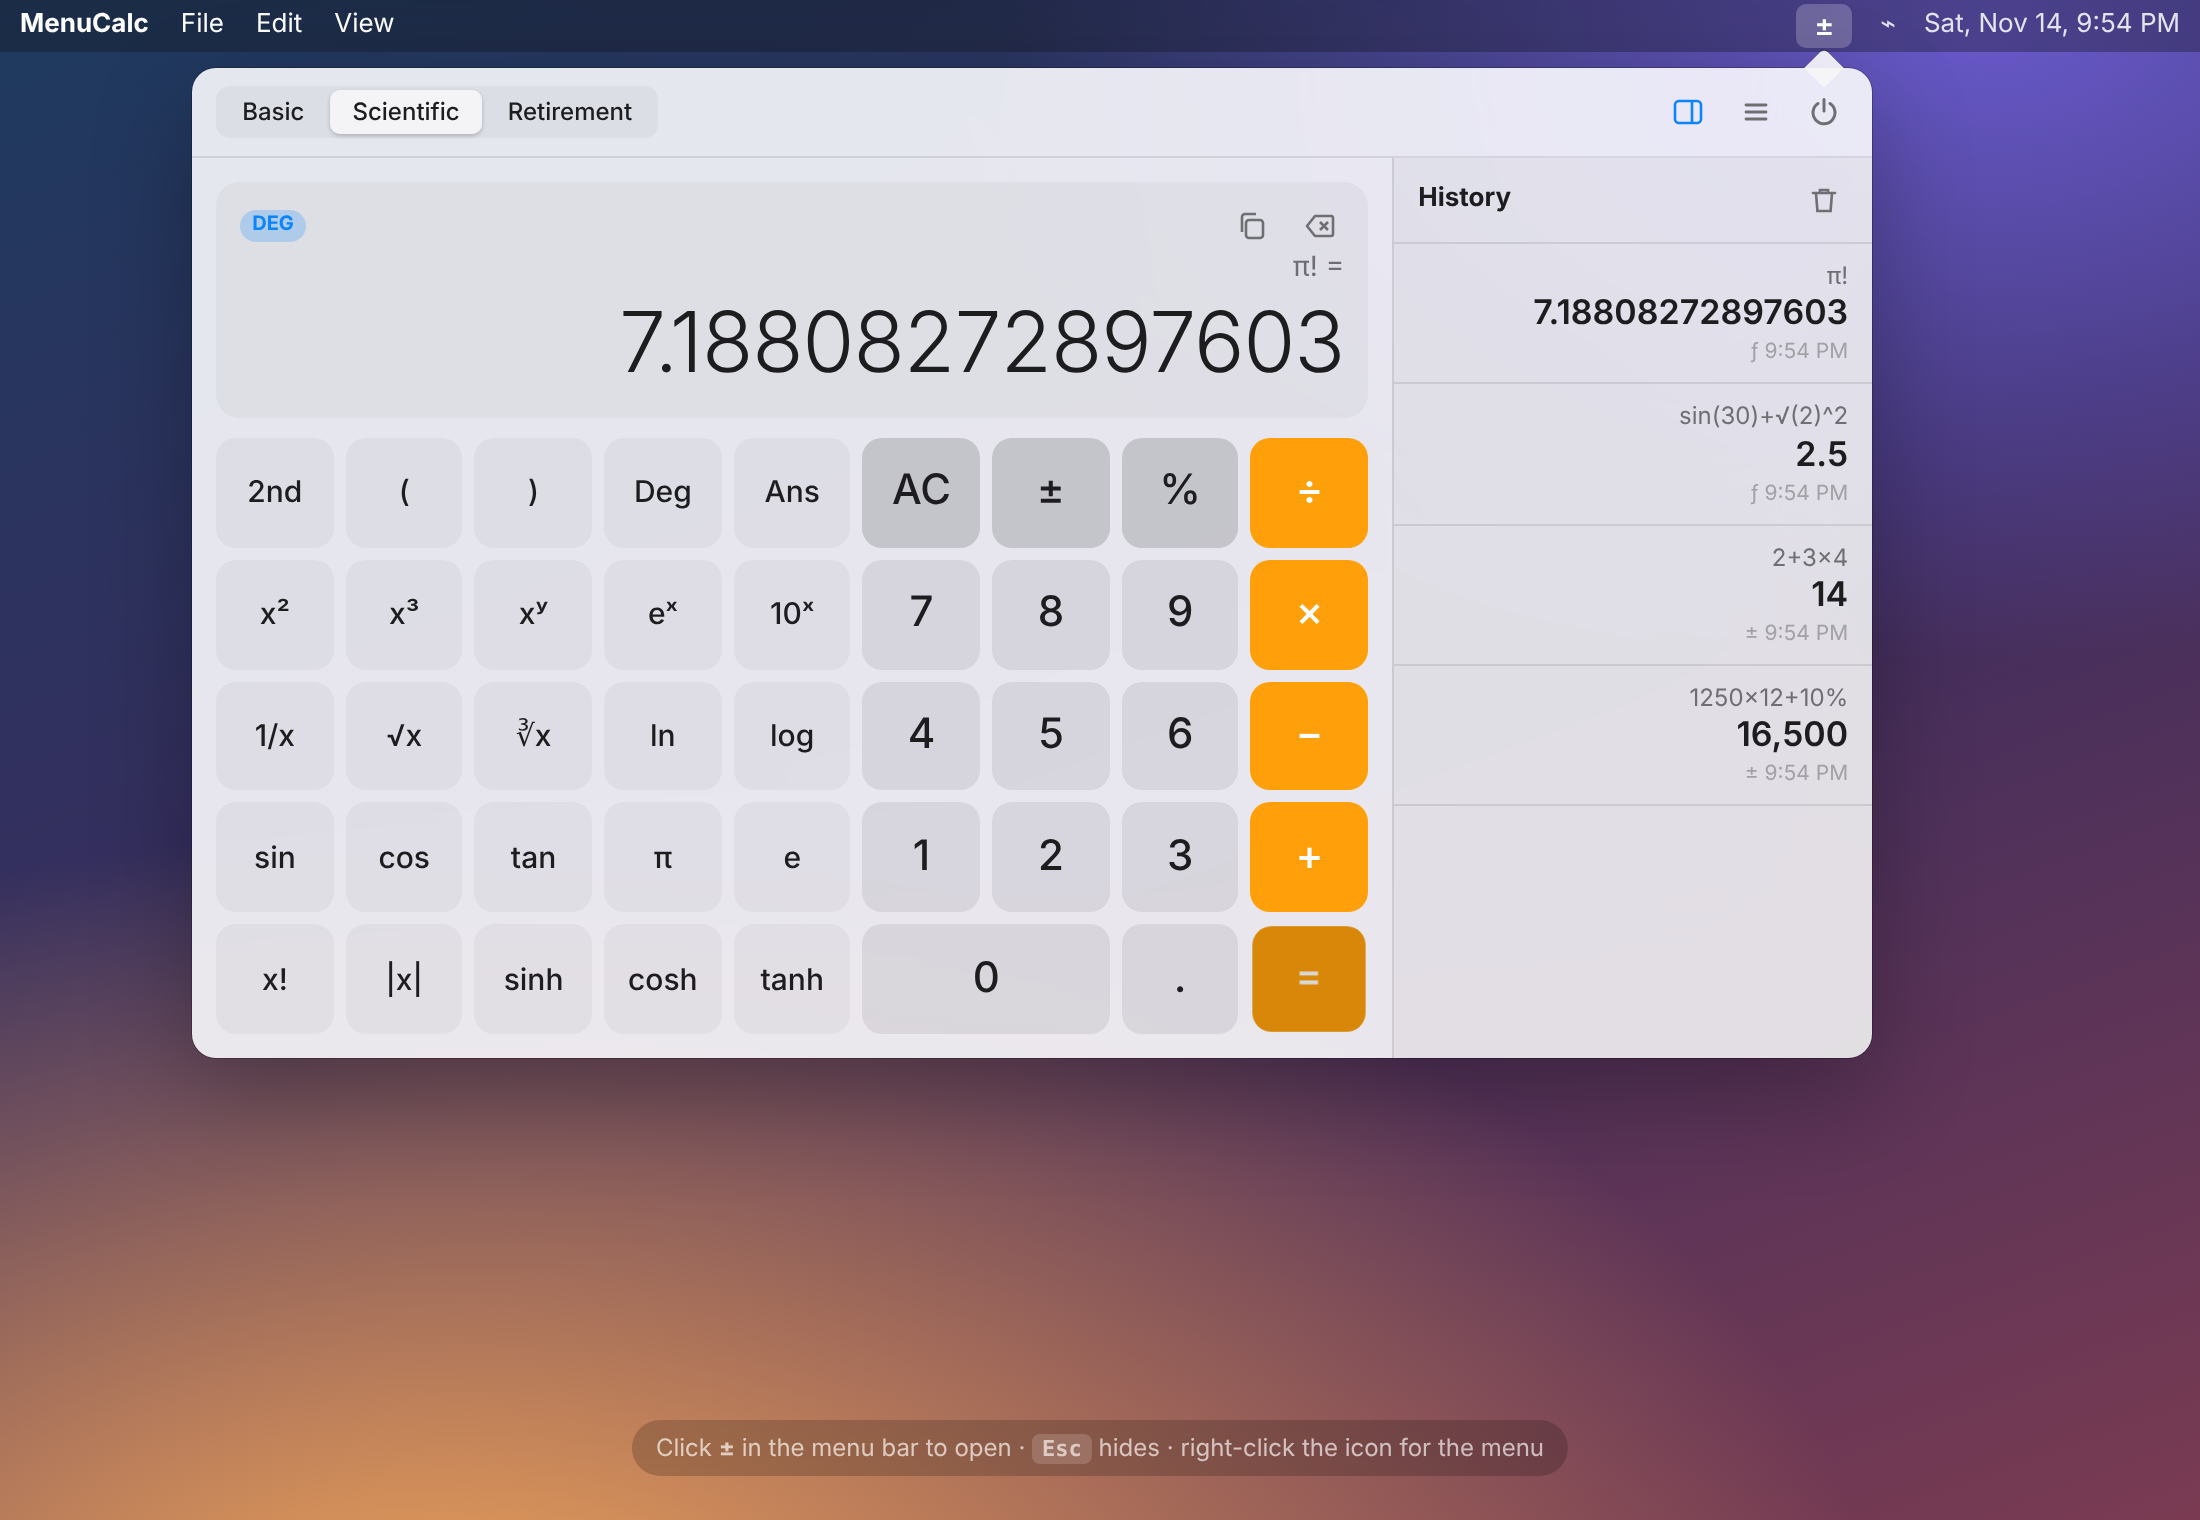 MenuCalc File Edit View ± Sat, Nov 14, 9:54 PM
Basic Scientific Retirement
DEG
π! =
7.18808272897603
2nd ( ) Deg Ans AC ± % ÷
x² x³ xʸ eˣ 10ˣ 7 8 9 ×
1/x √x ∛x ln log 4 5 6 −
sin cos tan π e 1 2 3 +
x! |x| sinh cosh tanh 0 . =
History
π!
7.18808272897603
ƒ 9:54 PM
sin(30)+√(2)^2
2.5
ƒ 9:54 PM
2+3×4
14
± 9:54 PM
1250×12+10%
16,500
± 9:54 PM
Click ± in the menu bar to open · Esc hides · right-click the icon for the menu